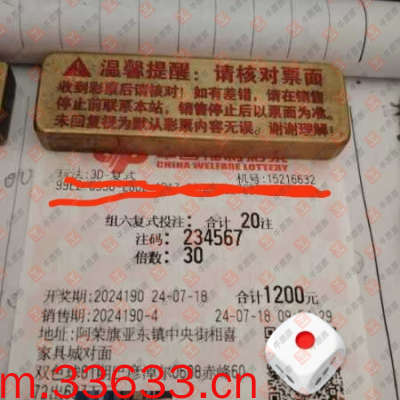 温馨提醒：请核对票面
收到彩票后请核对！如有差错，请在销售
停止前联系本站。销售停止后以票面为准。
未回复视为默认彩票内容无误。谢谢理解！
CHINA WELFARE LOTTERY
玩法:3D-复式
机号:15216632
组六复式投注: 合计 20注
注码: 234567
倍数: 30
开奖期:2024190 24-07-18 合计1200元
销售期:2024190-4 24-07-18
地址:阿荣旗亚东镇中央街相喜
家具城对面
m.33633.cn